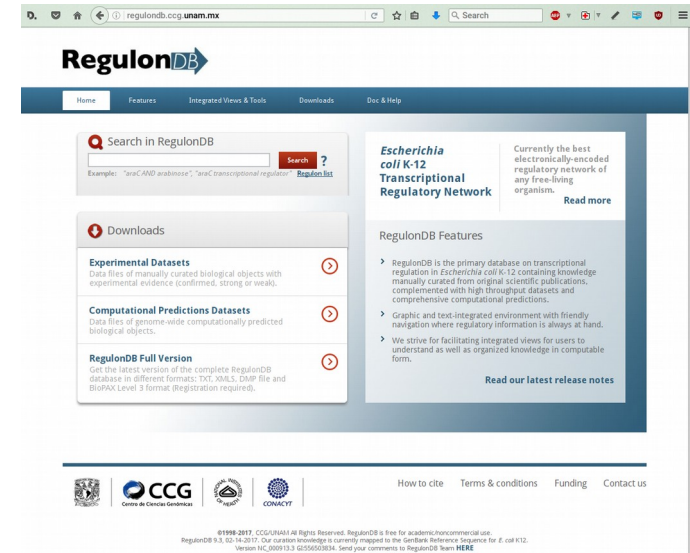 regulondb.ccg.unam.mx
Search
RegulonDB
Home
Features
Integrated Views & Tools
Downloads
Doc & Help
Search in RegulonDB
Search
?
Example: "araC AND arabinose", "araC transcriptional regulator"
Regulon list
Downloads
Experimental Datasets
Data files of manually curated biological objects with
experimental evidence (confirmed, strong or weak).
Computational Predictions Datasets
Data files of genome-wide computationally predicted
biological objects.
RegulonDB Full Version
Get the latest version of the complete RegulonDB
database in different formats: TXT, XMLS, DMP file and
BioPAX Level 3 format (Registration required).
Escherichia
coli K-12
Transcriptional
Regulatory Network
Currently the best
electronically-encoded
regulatory network of
any free-living
organism.
Read more
RegulonDB Features
RegulonDB is the primary database on transcriptional
regulation in Escherichia coli K-12 containing knowledge
manually curated from original scientific publications,
complemented with high throughput datasets and
comprehensive computational predictions.
Graphic and text-integrated environment with friendly
navigation where regulatory information is always at hand.
We strive for facilitating integrated views for users to
understand as well as organized knowledge in computable
form.
Read our latest release notes
CCG
Centro de Ciencias Genómicas
CONACYT
How to cite
Terms & conditions
Funding
Contact us
©1998-2017, CCG/UNAM All Rights Reserved. RegulonDB is free for academic/noncommercial use.
RegulonDB 9.3, 02-14-2017. Our curation knowledge is currently mapped to the GenBank Reference Sequence for E. coli K12.
Version NC_000913.3 GI:556503834. Send your comments to RegulonDB Team HERE